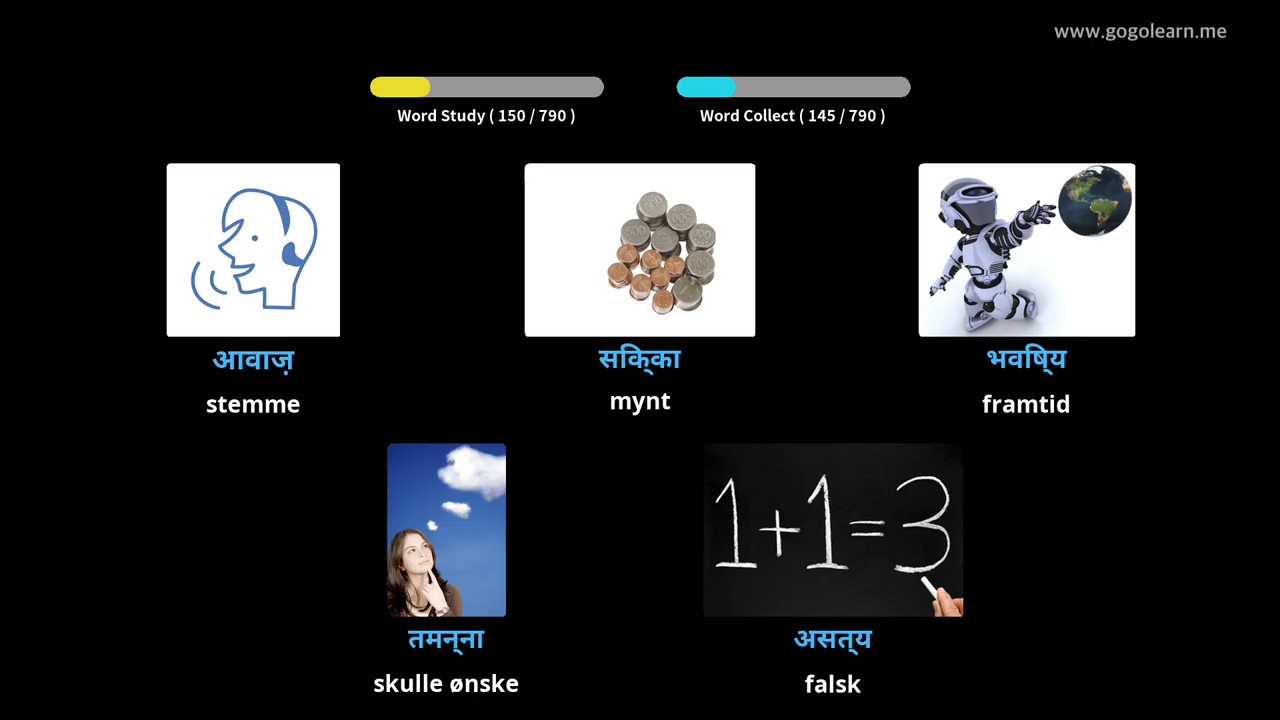 www.gogolearn.me
Word Study ( 150 / 790 )
Word Collect ( 145 / 790 )
आवाज़
stemme
सिक्का
mynt
भविष्य
framtid
1+1=3
तमन्ना
skulle ønske
असत्य
falsk